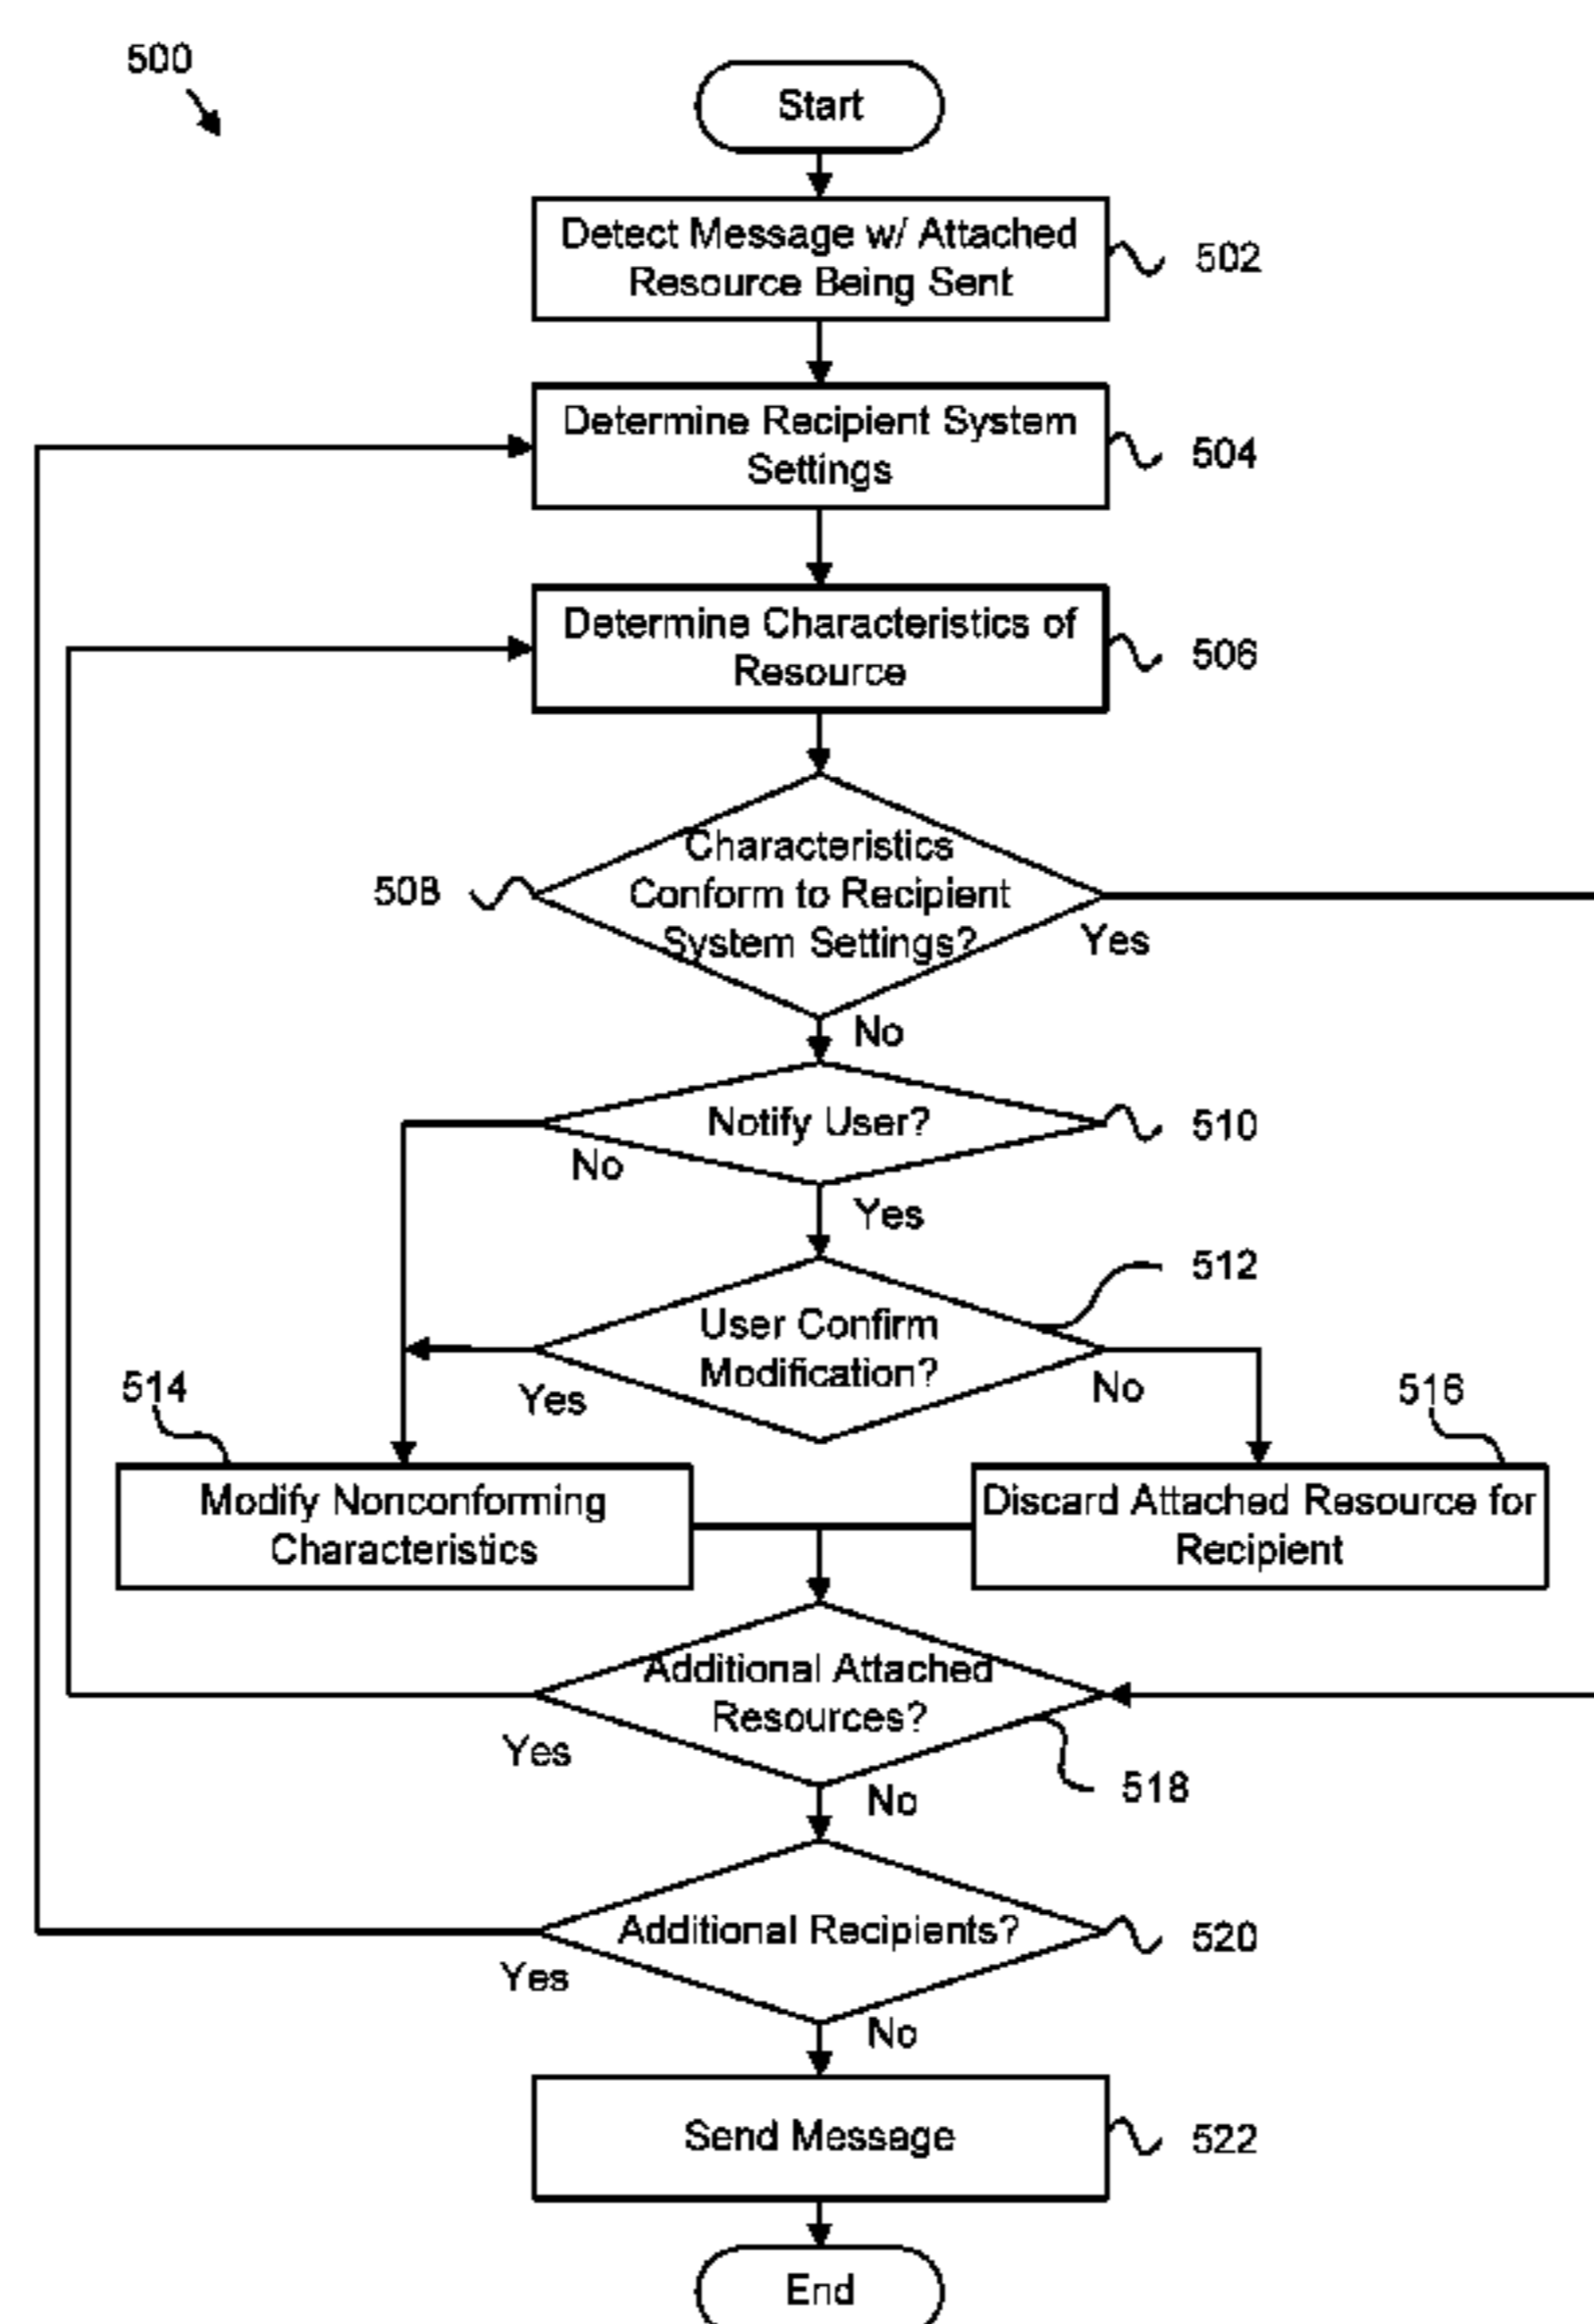 500
Start
Detect Message w/ Attached
Resource Being Sent
502
Determine Recipient System
Settings
504
Determine Characteristics of
Resource
506
Characteristics
Conform to Recipient
System Settings?
508
Yes
No
Notify User?
510
No
Yes
512
User Confirm
Modification?
Yes
No
514
516
Modify Nonconforming
Characteristics
Discard Attached Resource for
Recipient
Additional Attached
Resources?
Yes
518
No
Additional Recipients?
520
Yes
No
Send Message
522
End